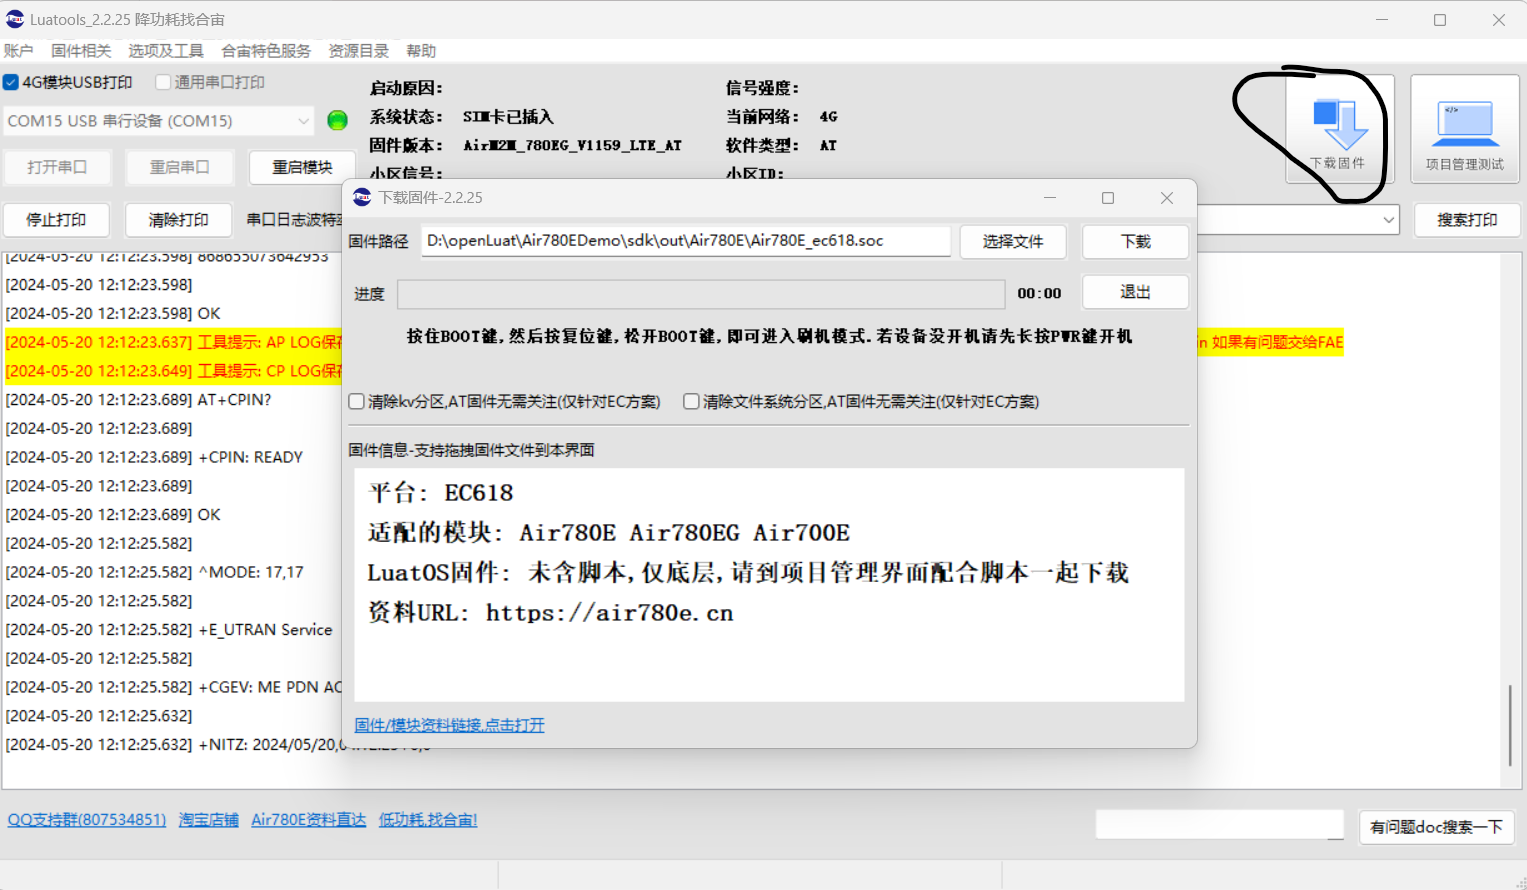 Luatools_2.2.25 降功耗找合宙
账户 固件相关 选项及工具 合宙特色服务 资源目录 帮助
4G模块USB打印 通用串口打印
启动原因: 信号强度:
COM15 USB 串行设备 (COM15)
系统状态: SIM卡已插入 当前网络: 4G
固件版本: AirM2M_780EG_V1159_LTE_AT 软件类型: AT
小区信号: 小区ID:
打开串口 重启串口 重启模块
下载固件 项目管理测试
停止打印 清除打印 串口日志波特率 搜索打印
下载固件-2.2.25
固件路径 D:\openLuat\Air780EDemo\sdk\out\Air780E\Air780E_ec618.soc 选择文件 下载
进度 00:00 退出
按住BOOT键,然后按复位键,松开BOOT键,即可进入刷机模式.若设备没开机请先长按PWR键开机
清除kv分区,AT固件无需关注(仅针对EC方案) 清除文件系统分区,AT固件无需关注(仅针对EC方案)
固件信息-支持拖拽固件文件到本界面
平台: EC618
适配的模块: Air780E Air780EG Air700E
LuatOS固件: 未含脚本,仅底层,请到项目管理界面配合脚本一起下载
资料URL: https://air780e.cn
固件/模块资料链接,点击打开
[2024-05-20 12:12:23.598] 868655073642953
[2024-05-20 12:12:23.598]
[2024-05-20 12:12:23.598] OK
[2024-05-20 12:12:23.637] 工具提示: AP LOG保存 in 如果有问题交给FAE
[2024-05-20 12:12:23.649] 工具提示: CP LOG保存
[2024-05-20 12:12:23.689] AT+CPIN?
[2024-05-20 12:12:23.689]
[2024-05-20 12:12:23.689] +CPIN: READY
[2024-05-20 12:12:23.689]
[2024-05-20 12:12:23.689] OK
[2024-05-20 12:12:25.582]
[2024-05-20 12:12:25.582] ^MODE: 17,17
[2024-05-20 12:12:25.582]
[2024-05-20 12:12:25.582] +E_UTRAN Service
[2024-05-20 12:12:25.582]
[2024-05-20 12:12:25.582] +CGEV: ME PDN AC
[2024-05-20 12:12:25.632]
[2024-05-20 12:12:25.632] +NITZ: 2024/05/20,0
QQ支持群(807534851) 淘宝店铺 Air780E资料直达 低功耗,找合宙!
有问题doc搜索一下